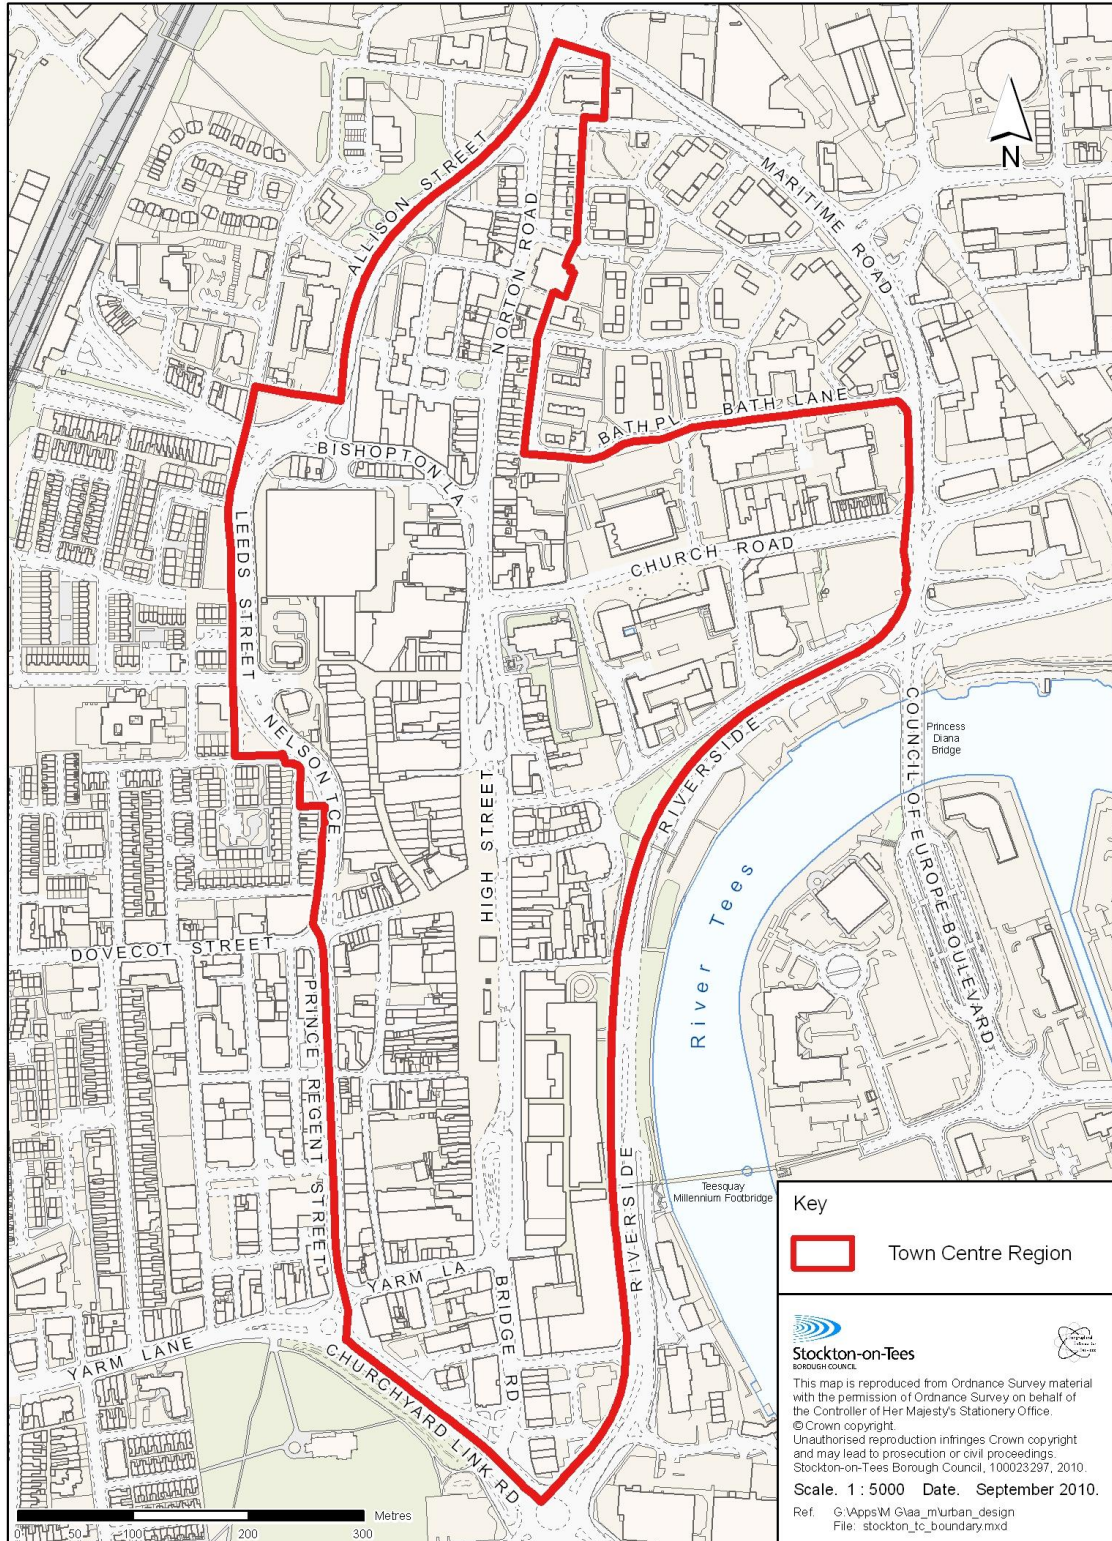 ALLISON STREET
NORTON ROAD
MARITIME ROAD
N
BATH PL
BATH LANE
BISHOPTON LA
LEEDS STREET
CHURCH ROAD
NELSON TCE.
HIGH STREET
RIVERSIDE
COUNCIL OF EUROPE BOULEVARD
Princess
Diana
Bridge
River Tees
DOVECOT STREET
PRINCE REGENT STREET
RIVERSIDE
Teesquay
Millennium Footbridge
YARM LA
BRIDGE RD
YARM LANE
CHURCHYARD LINK RD
Key
Town Centre Region
Stockton-on-Tees
BOROUGH COUNCIL
This map is reproduced from Ordnance Survey material
with the permission of Ordnance Survey on behalf of
the Controller of Her Majesty's Stationery Office.
© Crown copyright.
Unauthorised reproduction infringes Crown copyright
and may lead to prosecution or civil proceedings.
Stockton-on-Tees Borough Council, 100023297, 2010.
Scale. 1 : 5000 Date. September 2010.
Ref. G:\Apps\M G\aa_m\urban_design
File: stockton_tc_boundary.mxd
Metres
0 50 100 200 300